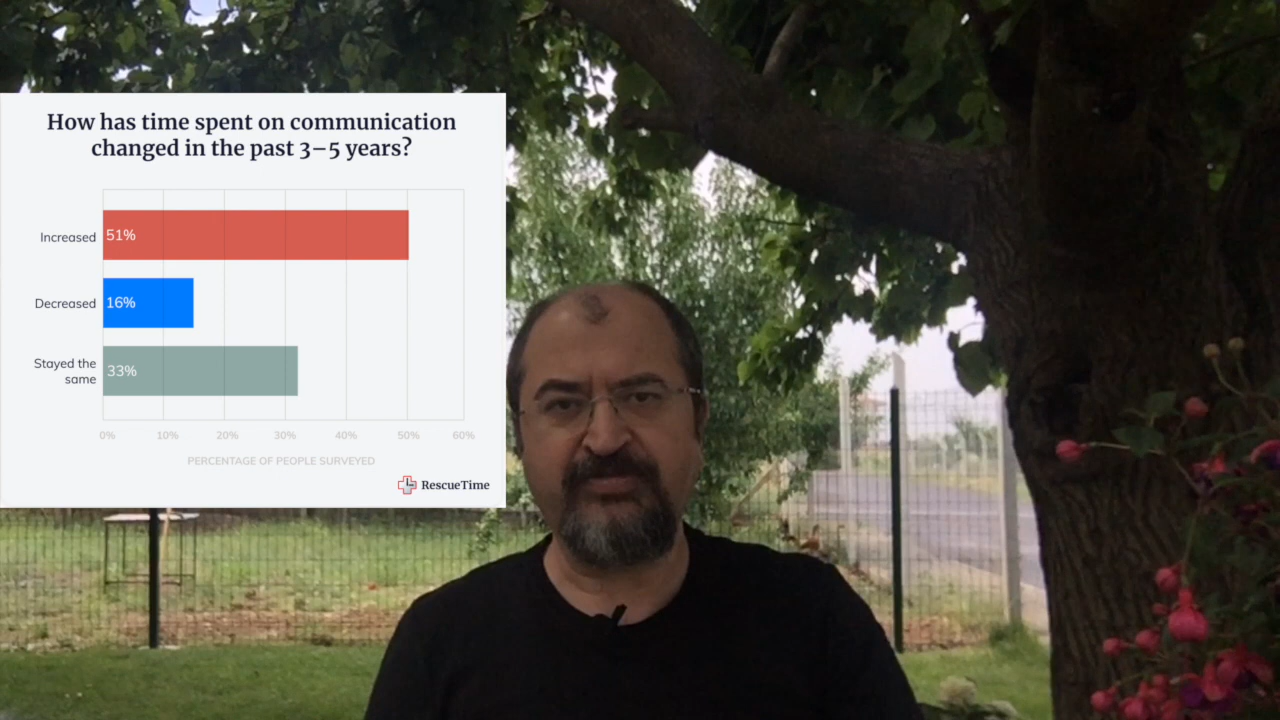 How has time spent on communication
changed in the past 3–5 years?
Increased 51%
Decreased 16%
Stayed the
same 33%
0% 10% 20% 30% 40% 50% 60%
PERCENTAGE OF PEOPLE SURVEYED
RescueTime